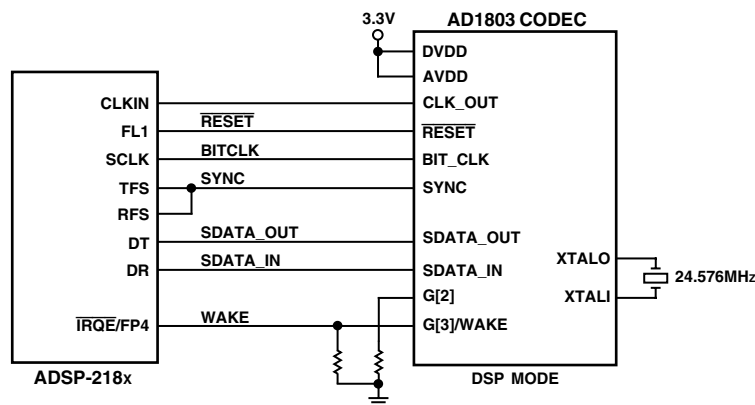 3.3V
AD1803 CODEC
DVDD
AVDD
CLKIN
CLK_OUT
FL1
RESET
RESET
SCLK
BITCLK
BIT_CLK
TFS
SYNC
SYNC
RFS
DT
SDATA_OUT
SDATA_OUT
DR
SDATA_IN
SDATA_IN
XTALO
24.576MHz
XTALI
G[2]
IRQE/FP4
WAKE
G[3]/WAKE
ADSP-218x
DSP MODE